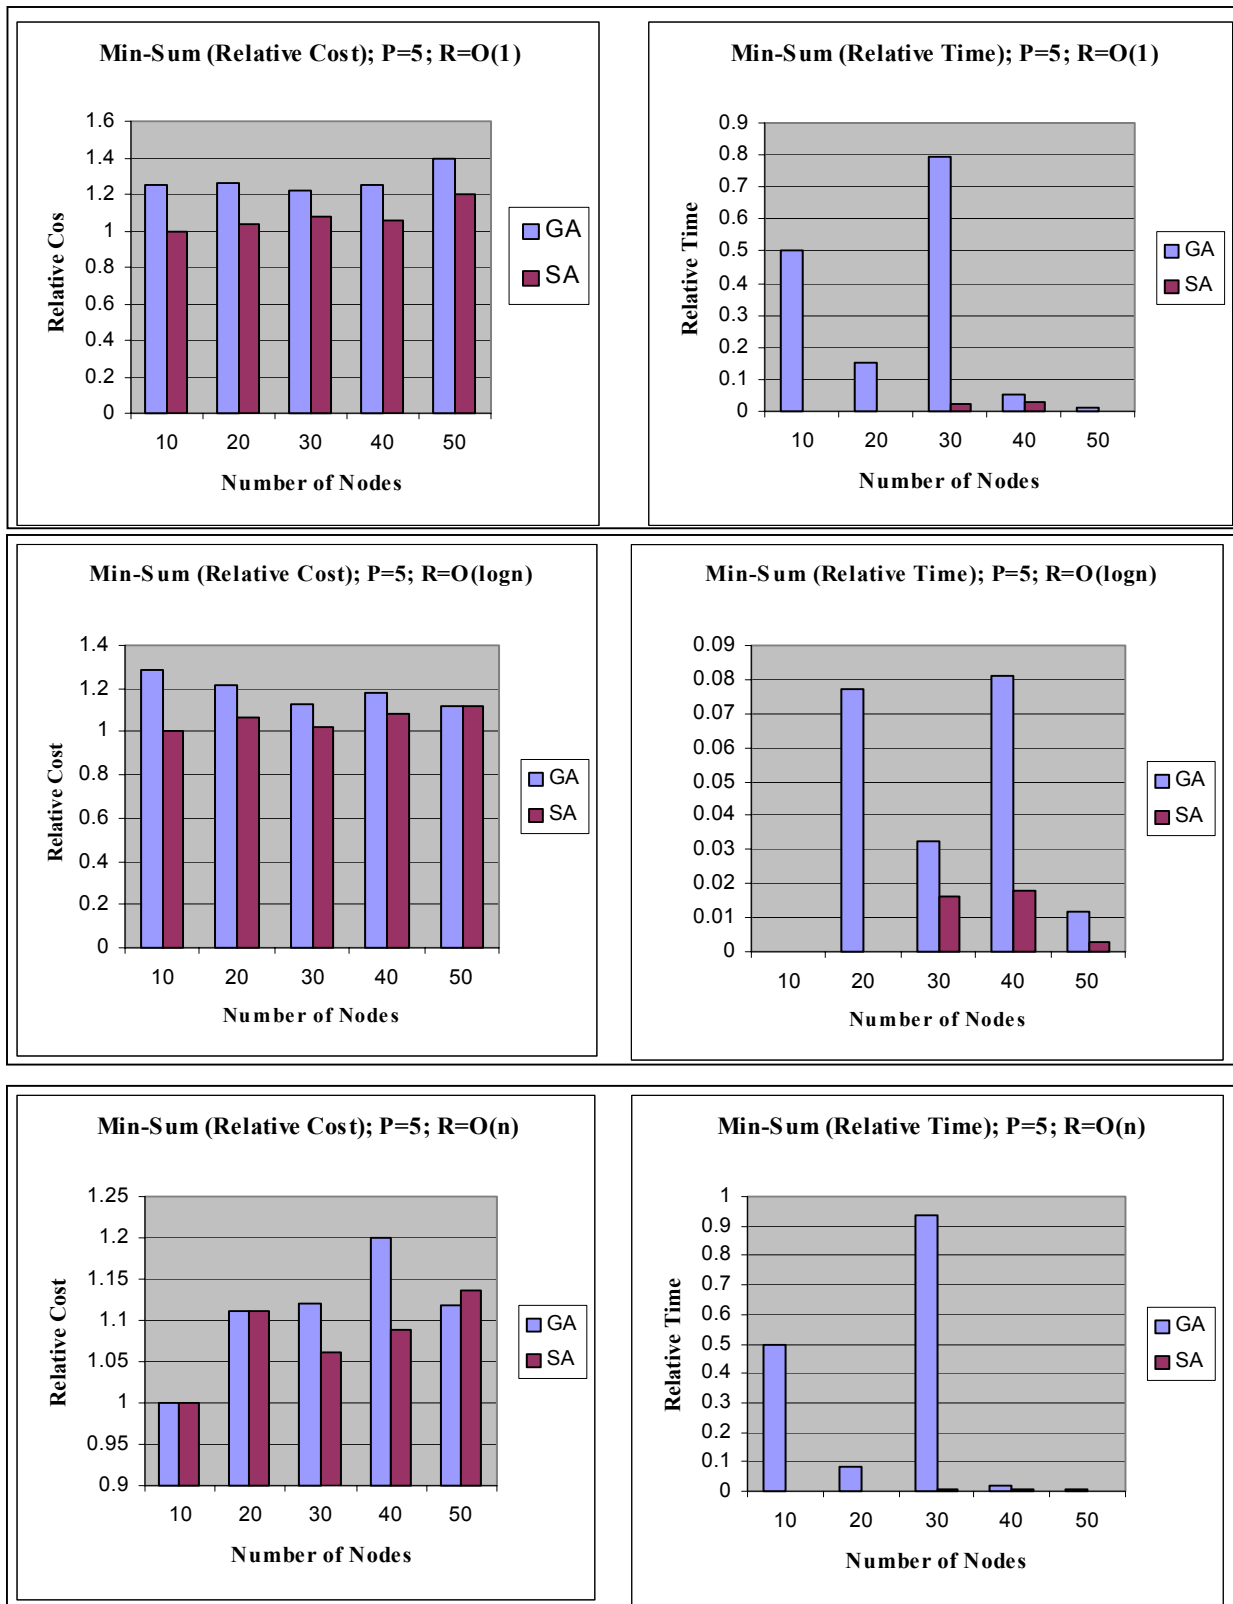 Min-Sum (Relative Cost); P=5; R=O(1)
1.6
1.4
1.2
1
0.8
0.6
0.4
0.2
0
Relative Cos
10 20 30 40 50
Number of Nodes
GA
SA
Min-Sum (Relative Time); P=5; R=O(1)
0.9
0.8
0.7
0.6
0.5
0.4
0.3
0.2
0.1
0
Relative Time
10 20 30 40 50
Number of Nodes
GA
SA
Min-Sum (Relative Cost); P=5; R=O(logn)
1.4
1.2
1
0.8
0.6
0.4
0.2
0
Relative Cost
10 20 30 40 50
Number of Nodes
GA
SA
Min-Sum (Relative Time); P=5; R=O(logn)
0.09
0.08
0.07
0.06
0.05
0.04
0.03
0.02
0.01
0
Relative Time
10 20 30 40 50
Number of Nodes
GA
SA
Min-Sum (Relative Cost); P=5; R=O(n)
1.25
1.2
1.15
1.1
1.05
1
0.95
0.9
Relative Cost
10 20 30 40 50
Number of Nodes
GA
SA
Min-Sum (Relative Time); P=5; R=O(n)
1
0.9
0.8
0.7
0.6
0.5
0.4
0.3
0.2
0.1
0
Relative Time
10 20 30 40 50
Number of Nodes
GA
SA